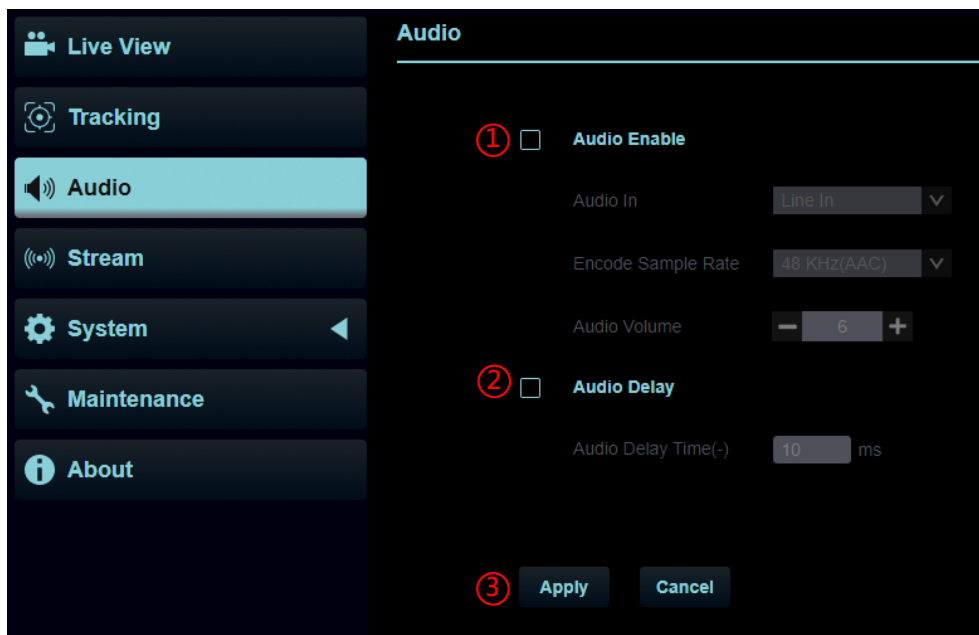 Live View
Tracking
Audio
Stream
System
Maintenance
About
Audio
① Audio Enable
Audio In Line In
Encode Sample Rate 48 KHz(AAC)
Audio Volume − 6 +
② Audio Delay
Audio Delay Time(-) 10 ms
③ Apply Cancel